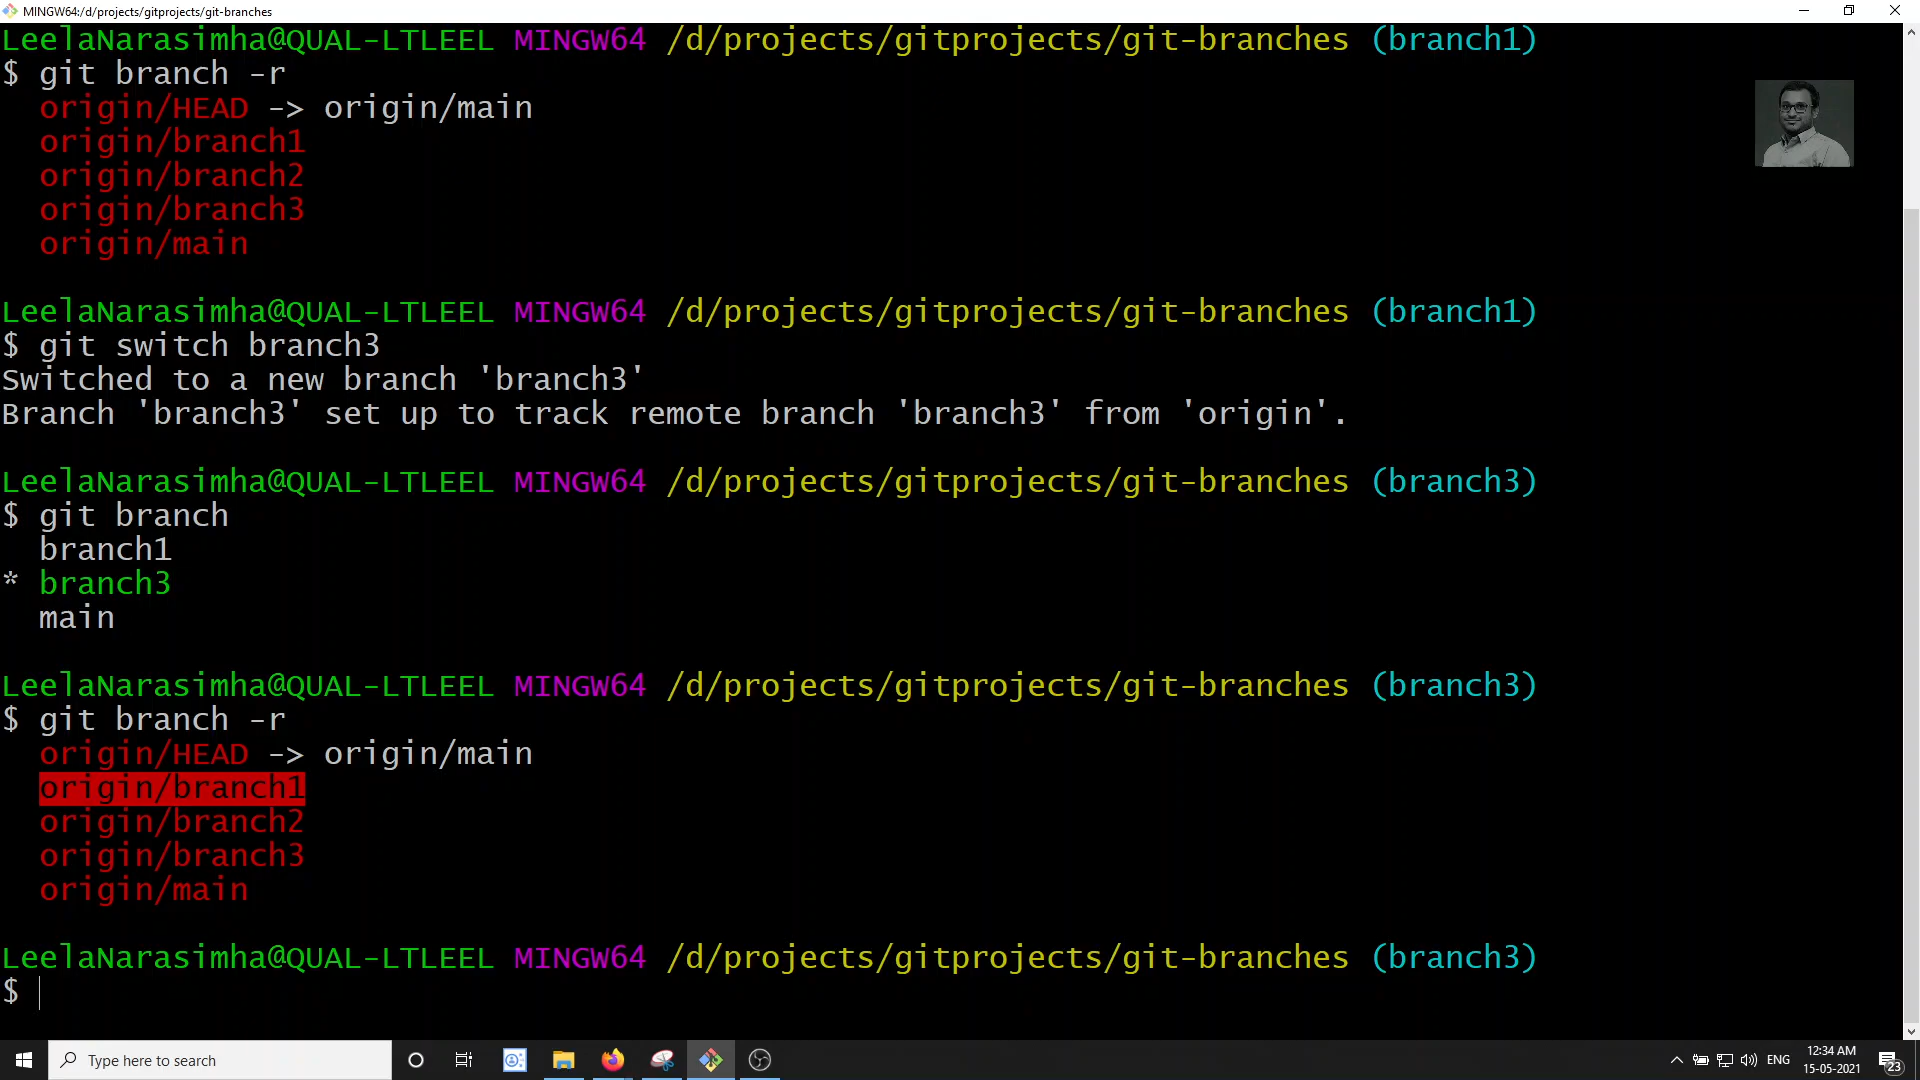 MINGW64:/d/projects/gitprojects/git-branches
LeelaNarasimha@QUAL-LTLEEL MINGW64 /d/projects/gitprojects/git-branches (branch1)
$ git branch -r
  origin/HEAD -> origin/main
  origin/branch1
  origin/branch2
  origin/branch3
  origin/main
LeelaNarasimha@QUAL-LTLEEL MINGW64 /d/projects/gitprojects/git-branches (branch1)
$ git switch branch3
Switched to a new branch 'branch3'
Branch 'branch3' set up to track remote branch 'branch3' from 'origin'.
LeelaNarasimha@QUAL-LTLEEL MINGW64 /d/projects/gitprojects/git-branches (branch3)
$ git branch
  branch1
* branch3
  main
LeelaNarasimha@QUAL-LTLEEL MINGW64 /d/projects/gitprojects/git-branches (branch3)
$ git branch -r
  origin/HEAD -> origin/main
  origin/branch1
  origin/branch2
  origin/branch3
  origin/main
LeelaNarasimha@QUAL-LTLEEL MINGW64 /d/projects/gitprojects/git-branches (branch3)
$
Type here to search
ENG
12:34 AM
15-05-2021
23